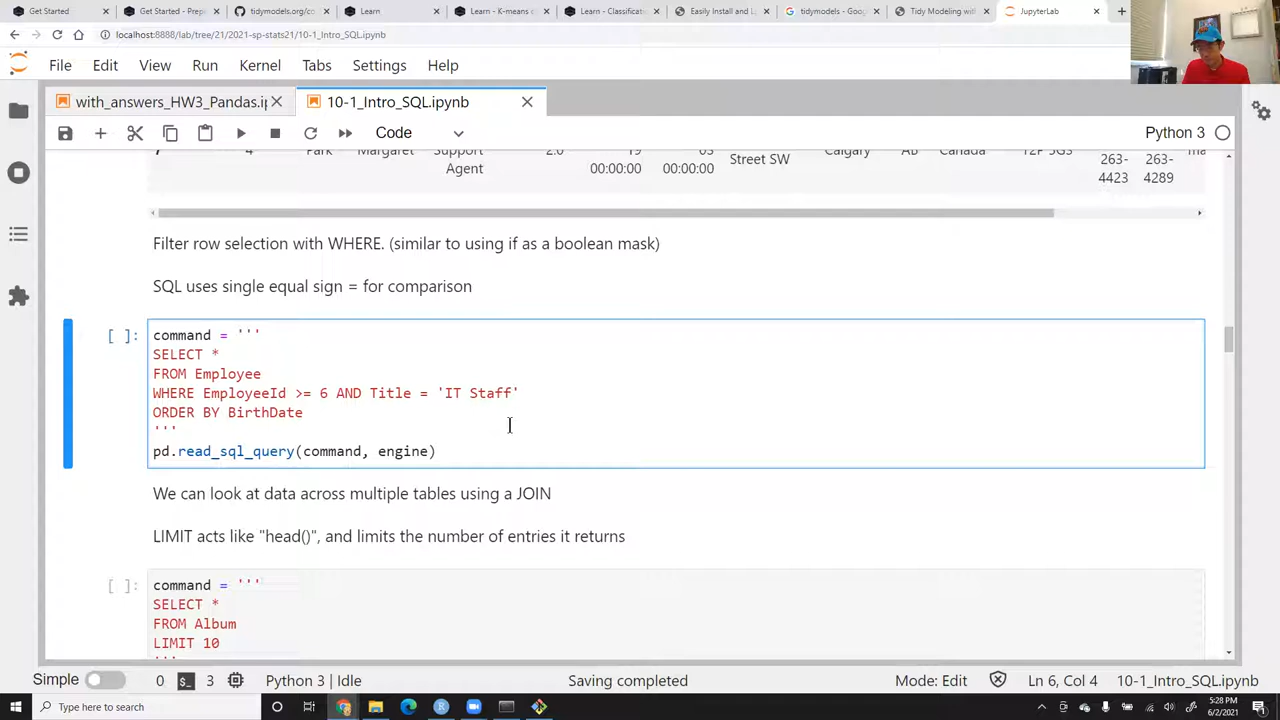 Get Started
Get Started - Prep
tidymodels.org/co
Learn
Learn - K-means c
Learn - Classificat
Easily Install and L
tidymodels - Goog
Tidy Modeling with
JupyterLab
localhost:8888/lab/tree/21/2021-sp-stats21/10-1_Intro_SQL.ipynb
File Edit View Run Kernel Tabs Settings Help
with_answers_HW3_Pandas.i
10-1_Intro_SQL.ipynb
Code
Python 3
7 4 Park Margaret Support 2.0 19 03 Calgary AB Canada T2P 5G3
Agent 00:00:00 00:00:00 Street SW 263- 263-
4423 4289
Filter row selection with WHERE. (similar to using if as a boolean mask)
SQL uses single equal sign = for comparison
[ ]: command = '''
SELECT *
FROM Employee
WHERE EmployeeId >= 6 AND Title = 'IT Staff'
ORDER BY BirthDate
'''
pd.read_sql_query(command, engine)
We can look at data across multiple tables using a JOIN
LIMIT acts like "head()", and limits the number of entries it returns
[ ]: command = '''
SELECT *
FROM Album
LIMIT 10
'''
Simple 0 $_ 3 Python 3 | Idle Saving completed Mode: Edit Ln 6, Col 4 10-1_Intro_SQL.ipynb
Type here to search
5:28 PM
6/2/2021